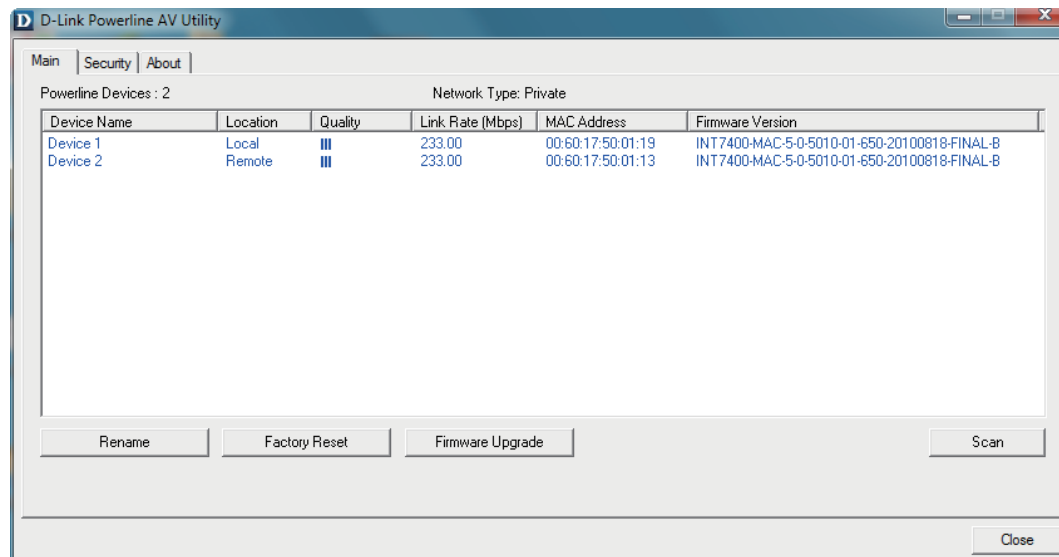 D D-Link Powerline AV Utility
Main Security About
Powerline Devices : 2 Network Type: Private
Device Name Location Quality Link Rate (Mbps) MAC Address Firmware Version
Device 1 Local 233.00 00:60:17:50:01:19 INT7400-MAC-5-0-5010-01-650-20100818-FINAL-B
Device 2 Remote 233.00 00:60:17:50:01:13 INT7400-MAC-5-0-5010-01-650-20100818-FINAL-B
Rename Factory Reset Firmware Upgrade Scan
Close